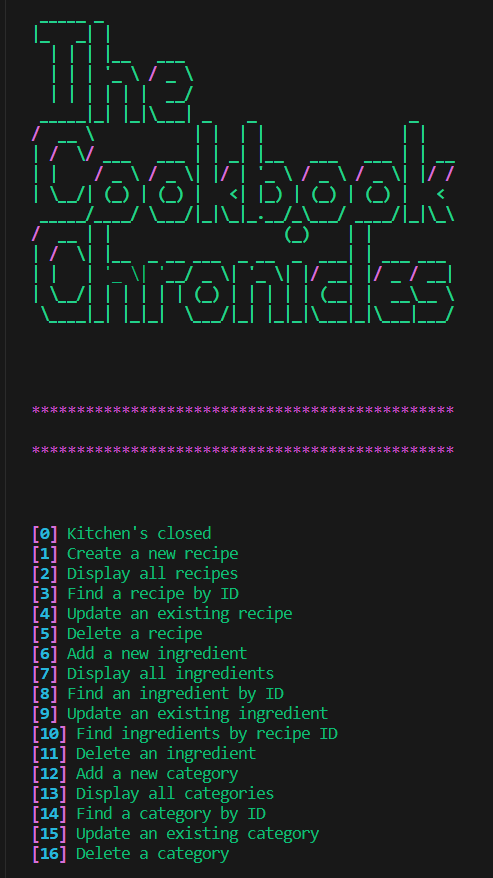 The
Cookbook
Chronicles
***********************************************
***********************************************
[0] Kitchen's closed
[1] Create a new recipe
[2] Display all recipes
[3] Find a recipe by ID
[4] Update an existing recipe
[5] Delete a recipe
[6] Add a new ingredient
[7] Display all ingredients
[8] Find an ingredient by ID
[9] Update an existing ingredient
[10] Find ingredients by recipe ID
[11] Delete an ingredient
[12] Add a new category
[13] Display all categories
[14] Find a category by ID
[15] Update an existing category
[16] Delete a category